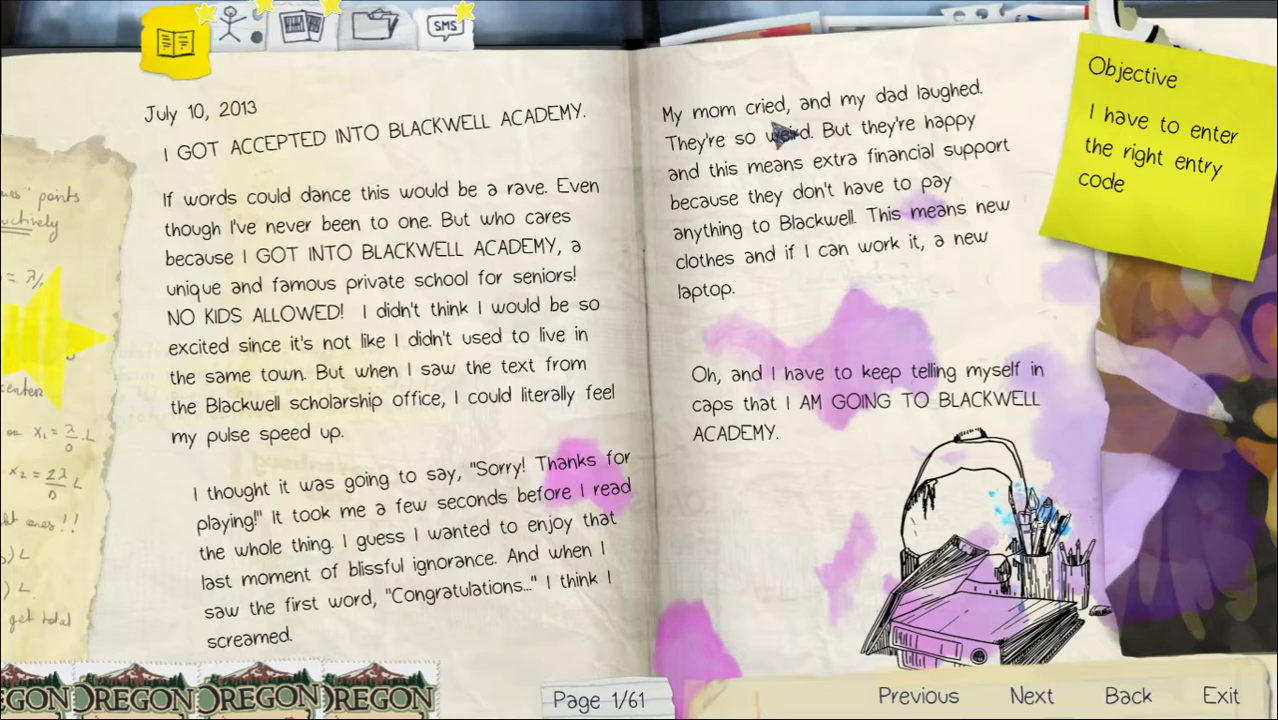 SMS
July 10, 2013
I GOT ACCEPTED INTO BLACKWELL ACADEMY.
If words could dance this would be a rave. Even
though I've never been to one. But who cares
because I GOT INTO BLACKWELL ACADEMY, a
unique and famous private school for seniors!
NO KIDS ALLOWED! I didn't think I would be so
excited since it's not like I didn't used to live in
the same town. But when I saw the text from
the Blackwell scholarship office, I could literally feel
my pulse speed up.
I thought it was going to say, "Sorry! Thanks for
playing!" It took me a few seconds before I read
the whole thing. I guess I wanted to enjoy that
last moment of blissful ignorance. And when I
saw the first word, "Congratulations..." I think I
screamed.
My mom cried, and my dad laughed.
They're so weird. But they're happy
and this means extra financial support
because they don't have to pay
anything to Blackwell. This means new
clothes and if I can work it, a new
laptop.
Oh, and I have to keep telling myself in
caps that I AM GOING TO BLACKWELL
ACADEMY.
Objective
I have to enter
the right entry
code
points
get total
OREGON OREGON OREGON
Page 1/61
Previous Next Back Exit